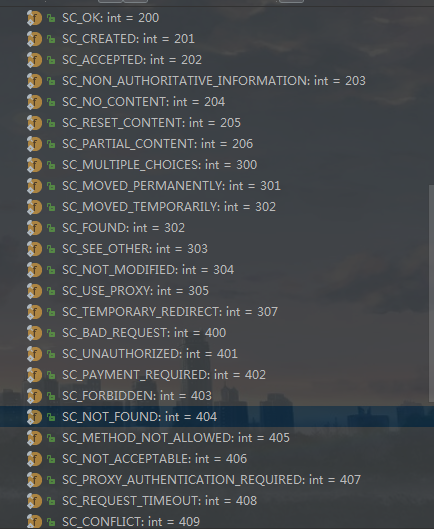 SC_OK: int = 200
SC_CREATED: int = 201
SC_ACCEPTED: int = 202
SC_NON_AUTHORITATIVE_INFORMATION: int = 203
SC_NO_CONTENT: int = 204
SC_RESET_CONTENT: int = 205
SC_PARTIAL_CONTENT: int = 206
SC_MULTIPLE_CHOICES: int = 300
SC_MOVED_PERMANENTLY: int = 301
SC_MOVED_TEMPORARILY: int = 302
SC_FOUND: int = 302
SC_SEE_OTHER: int = 303
SC_NOT_MODIFIED: int = 304
SC_USE_PROXY: int = 305
SC_TEMPORARY_REDIRECT: int = 307
SC_BAD_REQUEST: int = 400
SC_UNAUTHORIZED: int = 401
SC_PAYMENT_REQUIRED: int = 402
SC_FORBIDDEN: int = 403
SC_NOT_FOUND: int = 404
SC_METHOD_NOT_ALLOWED: int = 405
SC_NOT_ACCEPTABLE: int = 406
SC_PROXY_AUTHENTICATION_REQUIRED: int = 407
SC_REQUEST_TIMEOUT: int = 408
SC_CONFLICT: int = 409